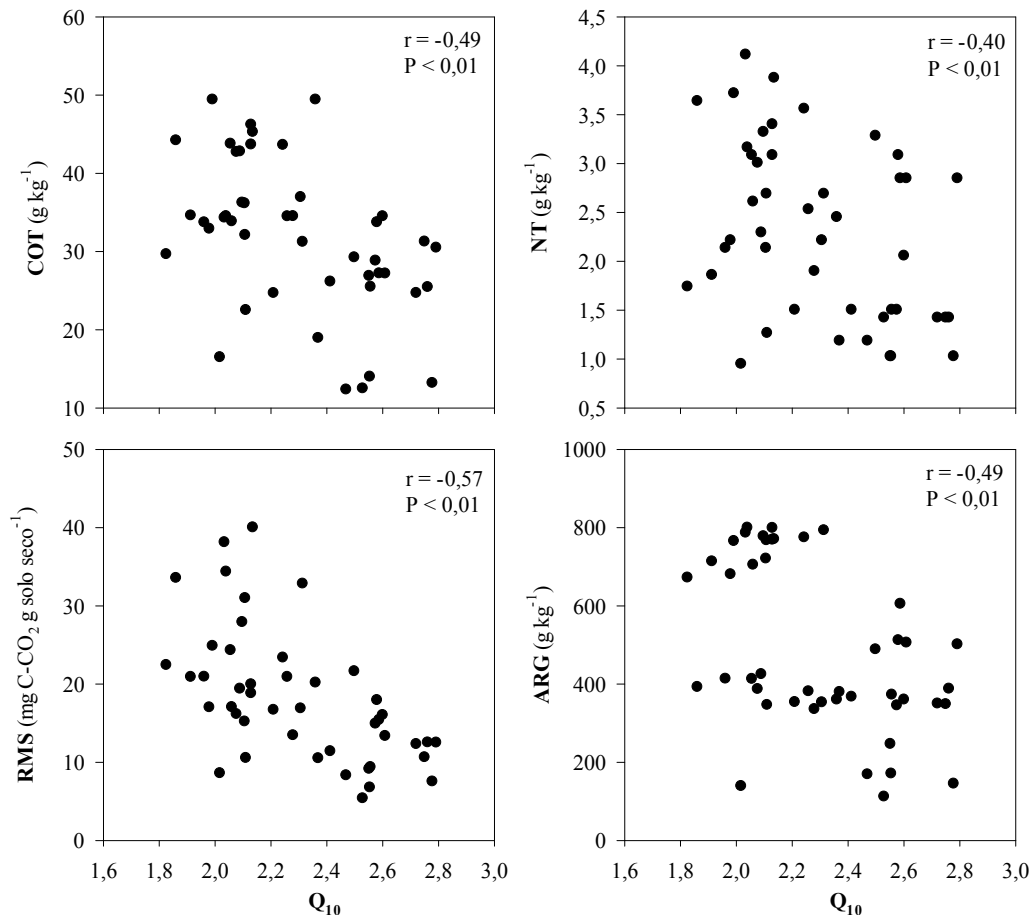 60
50
40
30
20
10
COT (g kg⁻¹)
r = -0,49
P < 0,01
4,5
4,0
3,5
3,0
2,5
2,0
1,5
1,0
0,5
NT (g kg⁻¹)
r = -0,40
P < 0,01
50
40
30
20
10
0
RMS (mg C-CO₂ g solo seco⁻¹)
r = -0,57
P < 0,01
1,6 1,8 2,0 2,2 2,4 2,6 2,8 3,0
Q₁₀
1000
800
600
400
200
0
ARG (g kg⁻¹)
r = -0,49
P < 0,01
1,6 1,8 2,0 2,2 2,4 2,6 2,8 3,0
Q₁₀